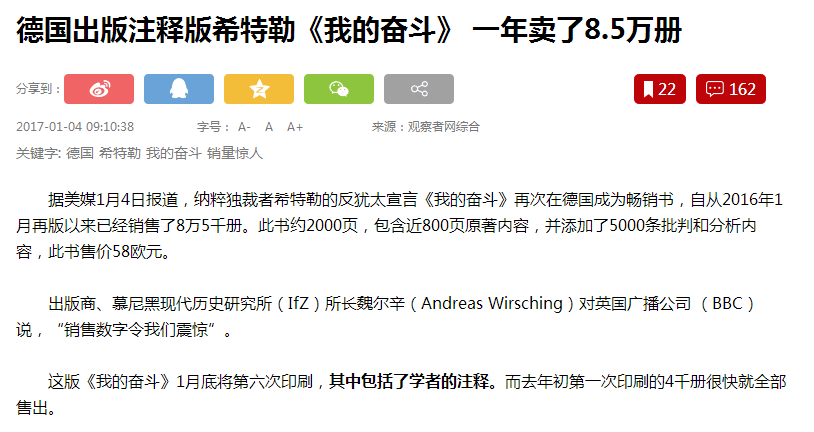 德国出版注释版希特勒《我的奋斗》 一年卖了8.5万册
分享到：
22
162
2017-01-04 09:10:38 字号： A- A A+ 来源：观察者网综合
关键字: 德国 希特勒 我的奋斗 销量惊人
据美媒1月4日报道，纳粹独裁者希特勒的反犹太宣言《我的奋斗》再次在德国成为畅销书，自从2016年1
月再版以来已经销售了8万5千册。此书约2000页，包含近800页原著内容，并添加了5000条批判和分析内
容，此书售价58欧元。
出版商、慕尼黑现代历史研究所（IfZ）所长魏尔辛（Andreas Wirsching）对英国广播公司 （BBC）
说，“销售数字令我们震惊”。
这版《我的奋斗》1月底将第六次印刷，其中包括了学者的注释。而去年初第一次印刷的4千册很快就全部
售出。